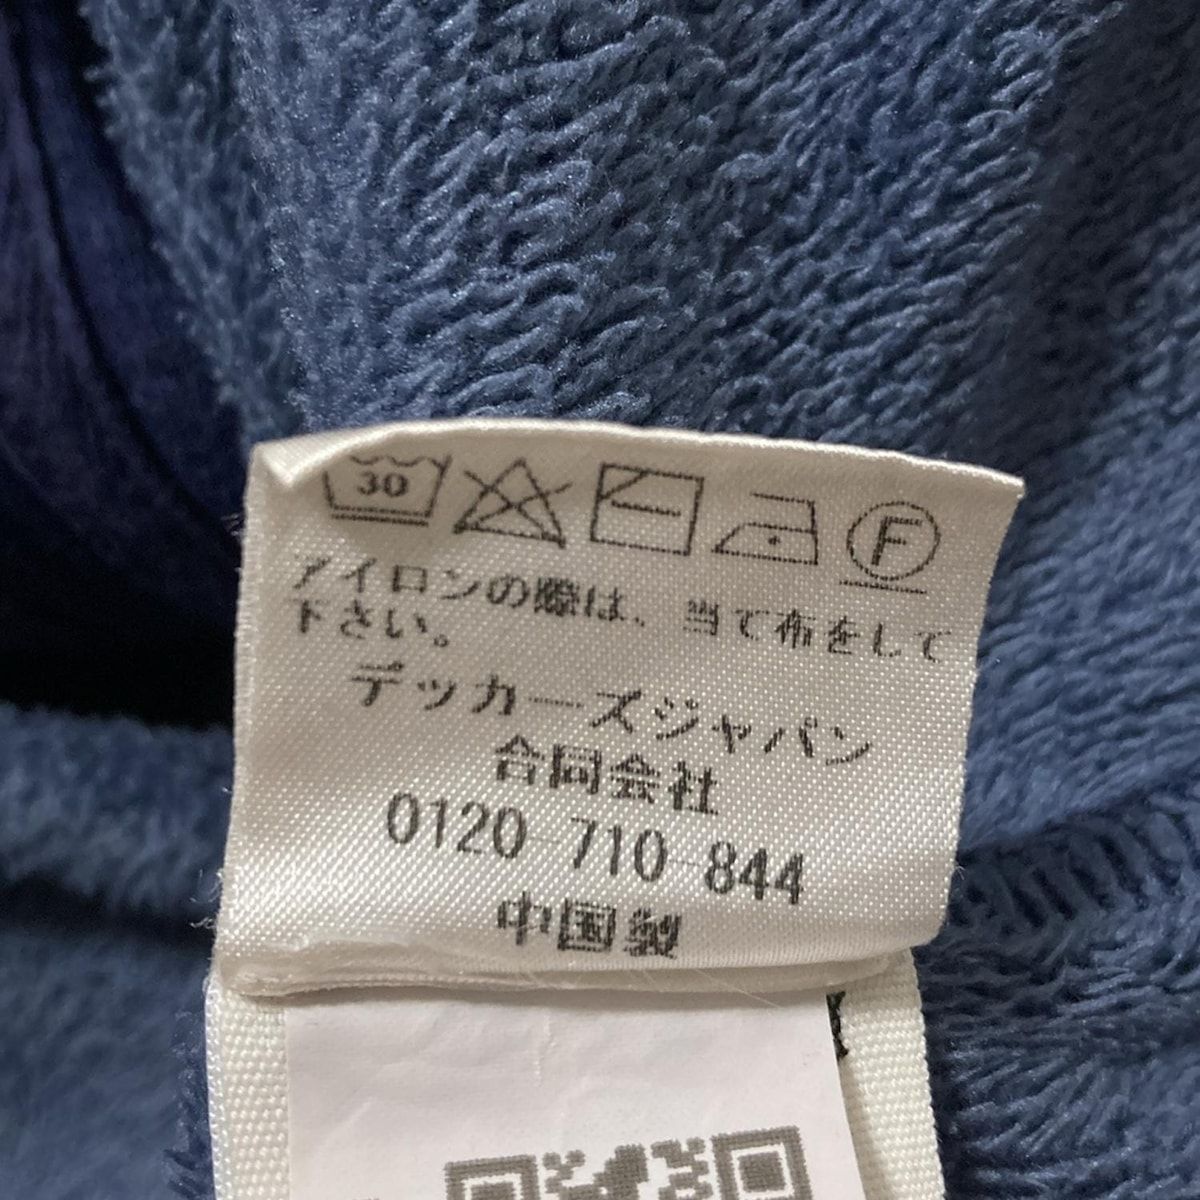 30
F
アイロンの際は、当て布をして
下さい。
デッカーズジャパン
合同会社
0120-710-844
中国製